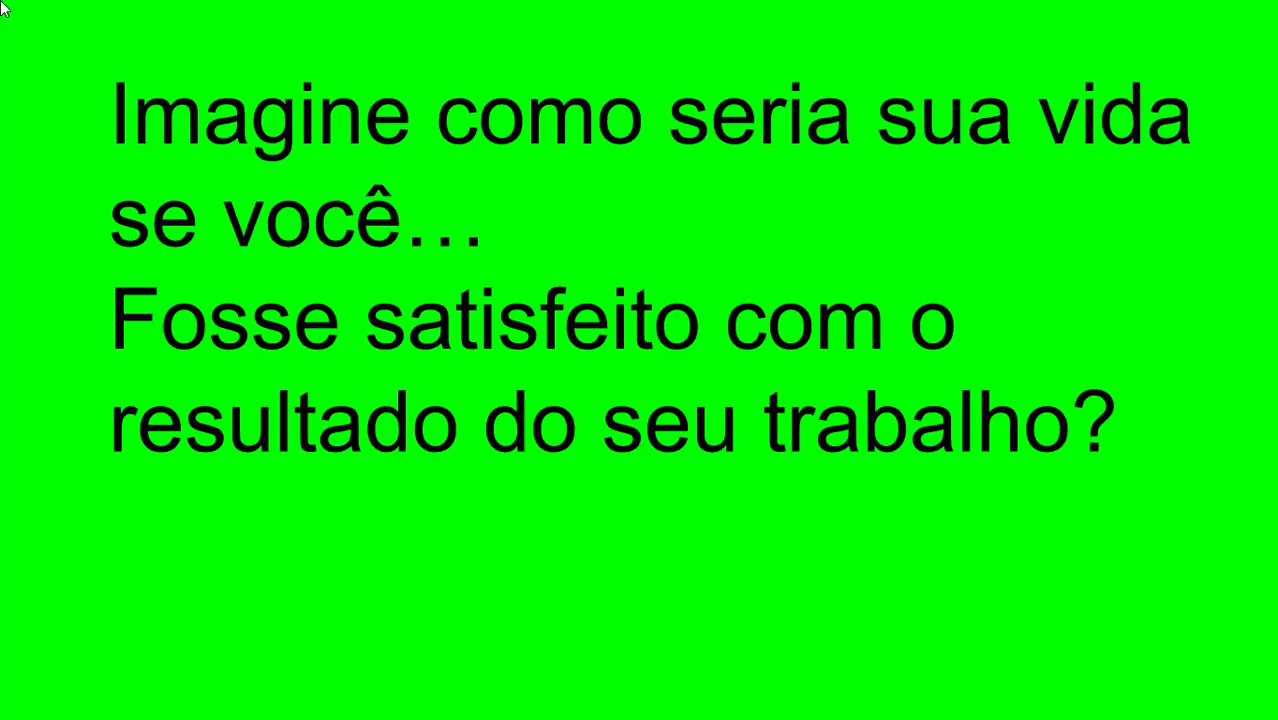 Imagine como seria sua vida
se você...
Fosse satisfeito com o
resultado do seu trabalho?